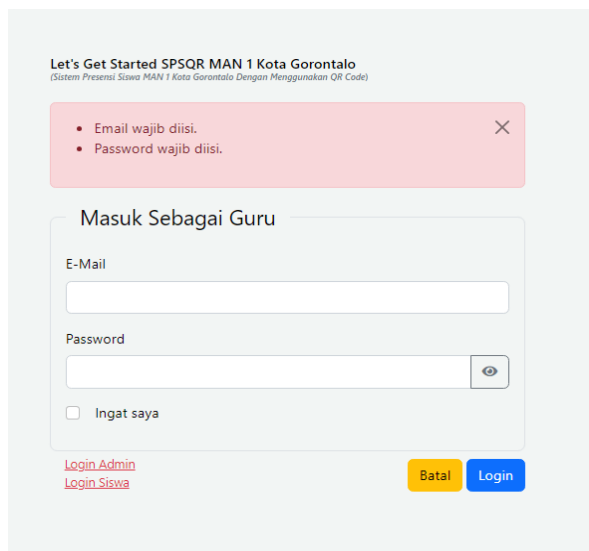 Let's Get Started SPSQR MAN 1 Kota Gorontalo
(Sistem Presensi Siswa MAN 1 Kota Gorontalo Dengan Menggunakan QR Code)
Email wajib diisi.
Password wajib diisi.
Masuk Sebagai Guru
E-Mail
Password
Ingat saya
Login Admin
Login Siswa
Batal Login